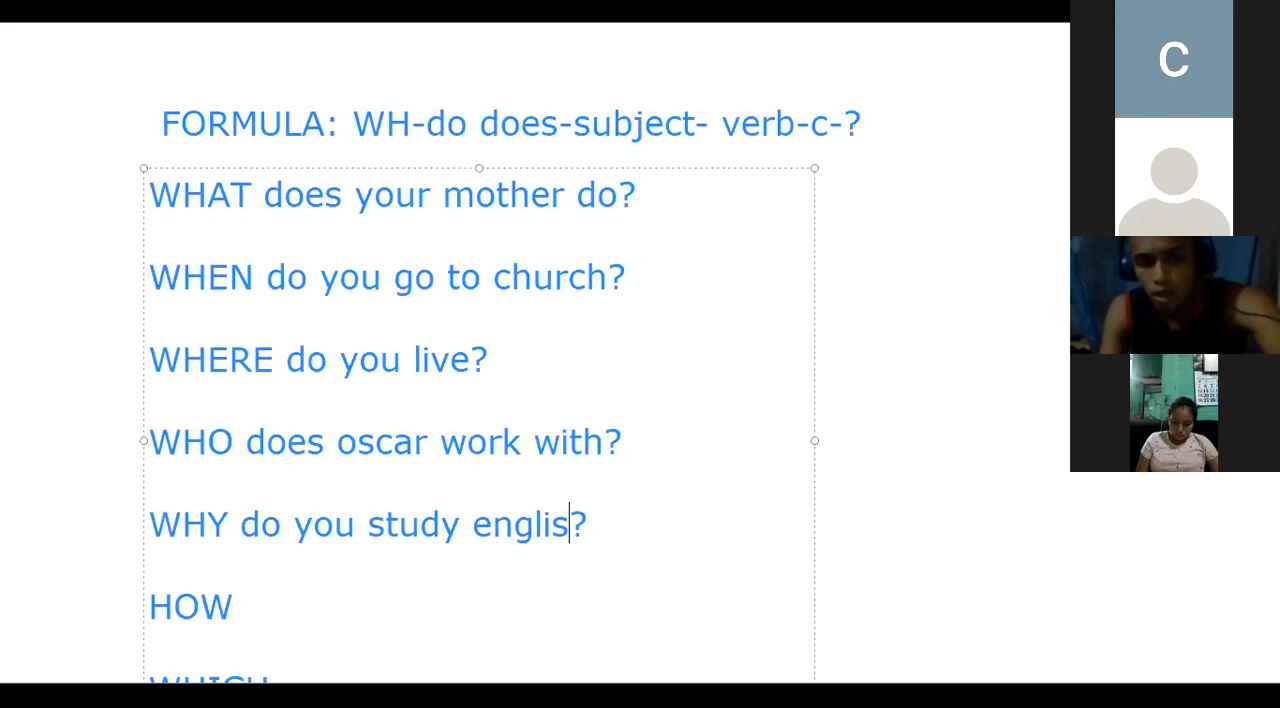 FORMULA: WH-do does-subject- verb-c-?
WHAT does your mother do?
WHEN do you go to church?
WHERE do you live?
WHO does oscar work with?
WHY do you study englis?
HOW
WHICH
C